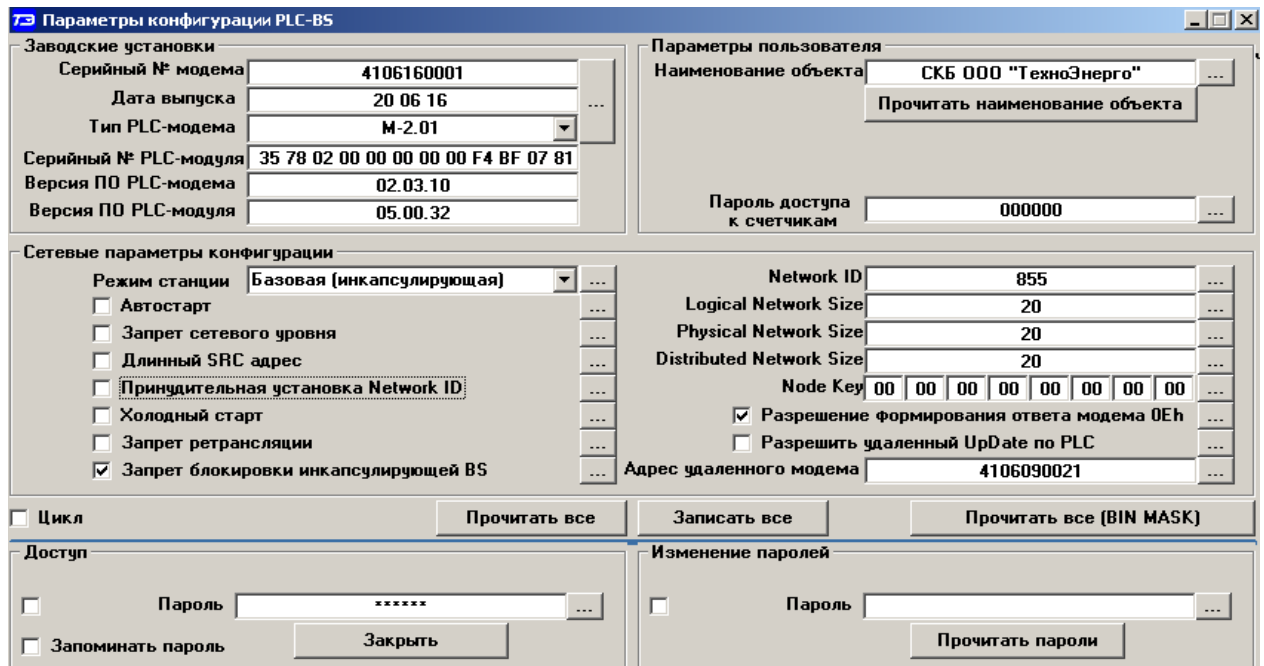 ТЭ Параметры конфигурации PLC-BS
Заводские установки
Серийный № модема 4106160001
Дата выпуска 20 06 16 ...
Тип PLC-модема М-2.01
Серийный № PLC-модуля 35 78 02 00 00 00 00 00 F4 BF 07 81
Версия ПО PLC-модема 02.03.10
Версия ПО PLC-модуля 05.00.32
Параметры пользователя
Наименование объекта СКБ ООО "ТехноЭнерго" ...
Прочитать наименование объекта
Пароль доступа
к счетчикам 000000 ...
Сетевые параметры конфигурации
Режим станции Базовая (инкапсулирующая) ...
Автостарт ...
Запрет сетевого уровня ...
Длинный SRC адрес ...
Принудительная установка Network ID ...
Холодный старт ...
Запрет ретрансляции ...
Запрет блокировки инкапсулирующей BS ...
Network ID 855 ...
Logical Network Size 20 ...
Physical Network Size 20 ...
Distributed Network Size 20 ...
Node Key 00 00 00 00 00 00 00 00 ...
Разрешение формирования ответа модема 0Eh ...
Разрешить удаленный UpDate по PLC ...
Адрес удаленного модема 4106090021 ...
Цикл Прочитать все Записать все Прочитать все (BIN MASK)
Доступ
Пароль ****** ...
Запоминать пароль Закрыть
Изменение паролей
Пароль ...
Прочитать пароли